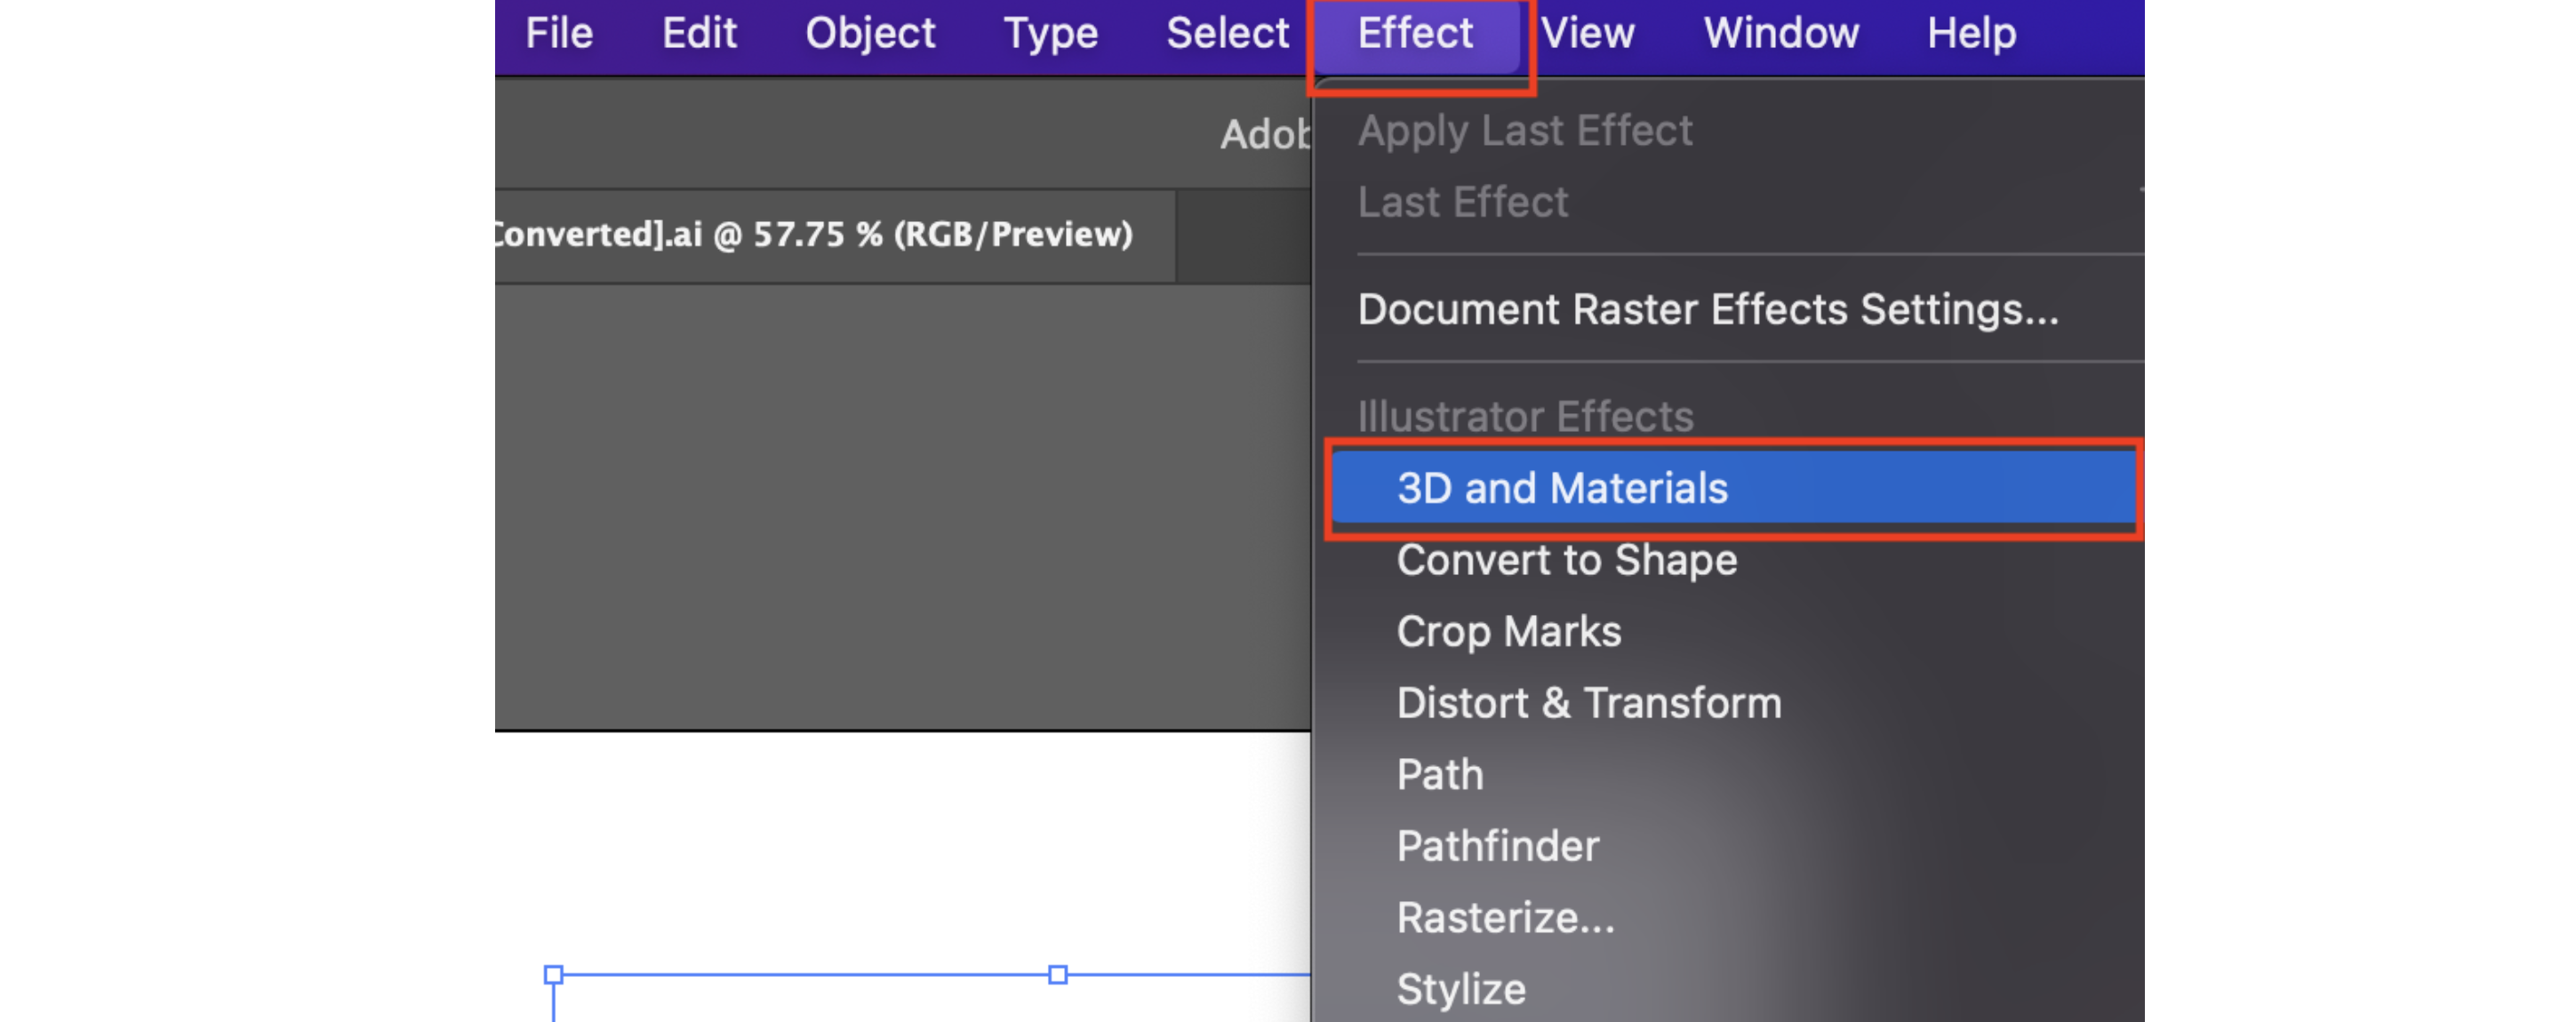 File Edit Object Type Select Effect View Window Help
Adob
Apply Last Effect
Last Effect
Converted].ai @ 57.75 % (RGB/Preview)
Document Raster Effects Settings...
Illustrator Effects
3D and Materials
Convert to Shape
Crop Marks
Distort & Transform
Path
Pathfinder
Rasterize...
Stylize